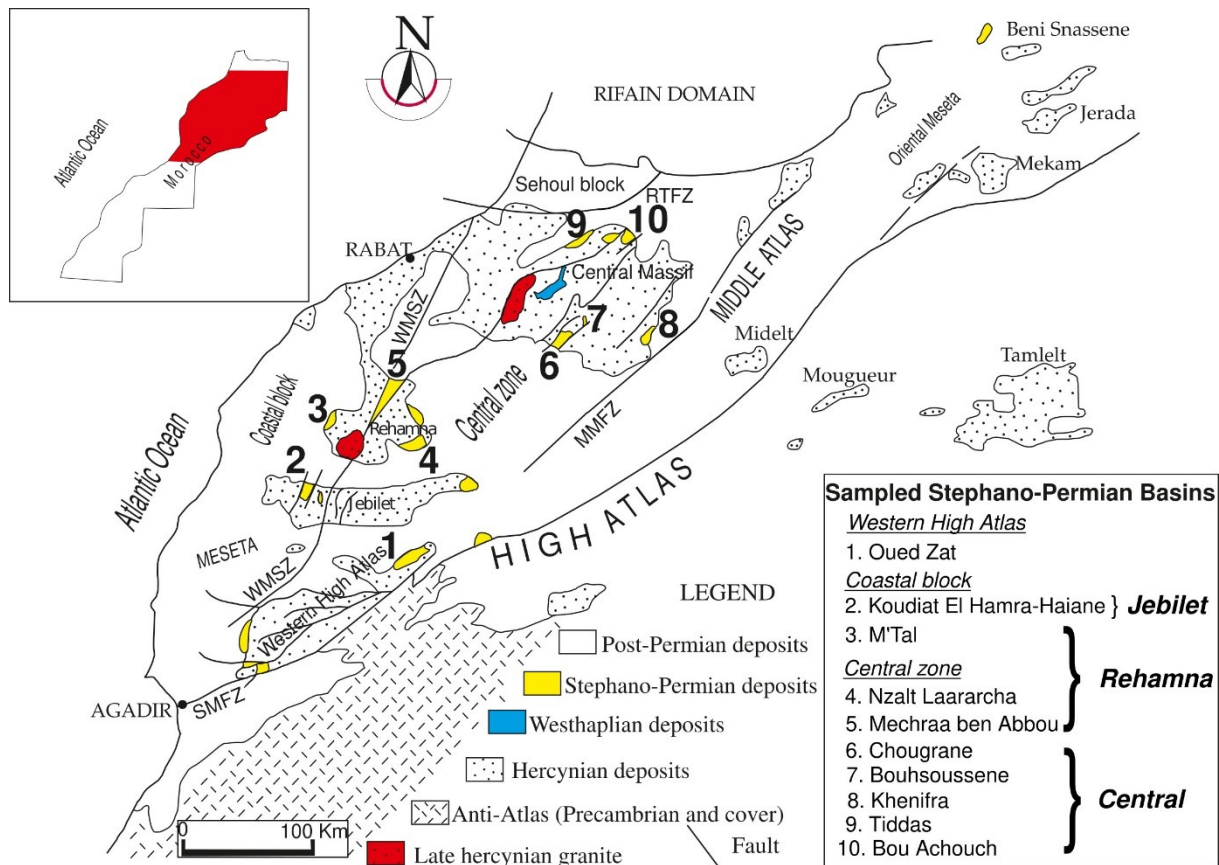 Atlantic Ocean
Morocco
N
RIFAIN DOMAIN
Beni Snassene
Jerada
Oriental Meseta
Mekam
Sehoul block
RTFZ
9
10
RABAT
Central Massif
WMSZ
MIDDLE ATLAS
7
8
6
Midelt
Tamlelt
Mougueur
5
Central zone
Coastal block
3
Rehamna
MMFZ
4
2
Atlantic Ocean
Jebilet
HIGH ATLAS
MESETA
1
WMSZ
Western High Atlas
AGADIR
SMFZ
LEGEND
Post-Permian deposits
Stephano-Permian deposits
Westhaplian deposits
Hercynian deposits
Anti-Atlas (Precambrian and cover)
Late hercynian granite
Fault
0 100 Km
Sampled Stephano-Permian Basins
Western High Atlas
1. Oued Zat
Coastal block
2. Koudiat El Hamra-Haiane } Jebilet
3. M'Tal
Central zone
4. Nzalt Laararcha
5. Mechraa ben Abbou
} Rehamna
6. Chougrane
7. Bouhsoussene
8. Khenifra
9. Tiddas
10. Bou Achouch
} Central